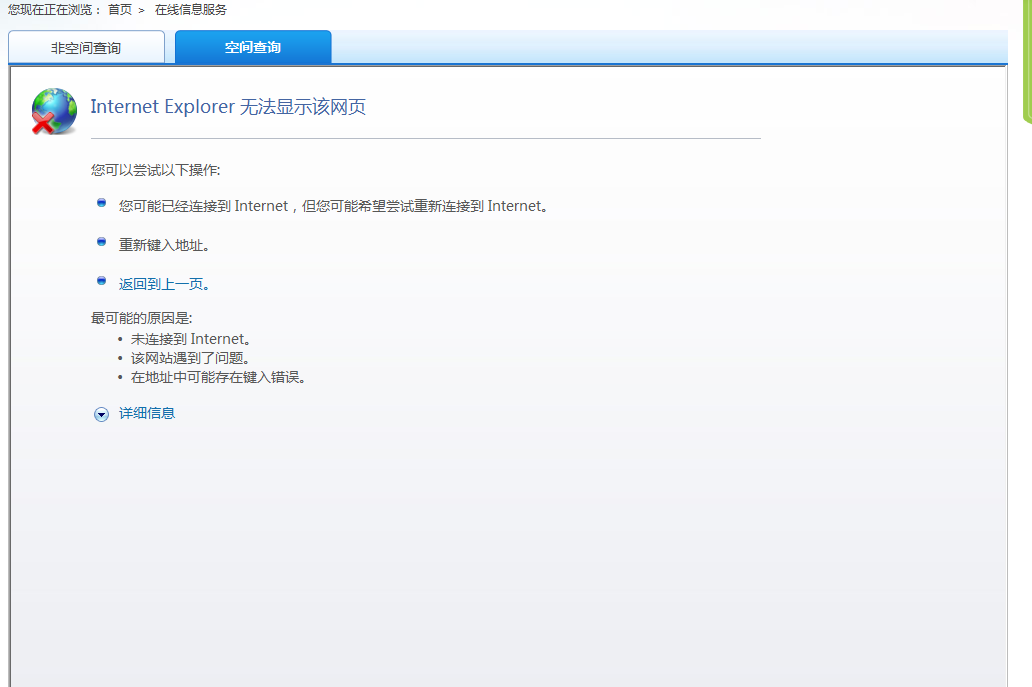 您现在正在浏览： 首页 > 在线信息服务
非空间查询
空间查询
Internet Explorer 无法显示该网页
您可以尝试以下操作:
您可能已经连接到 Internet，但您可能希望尝试重新连接到 Internet。
重新键入地址。
返回到上一页。
最可能的原因是:
• 未连接到 Internet。
• 该网站遇到了问题。
• 在地址中可能存在键入错误。
详细信息